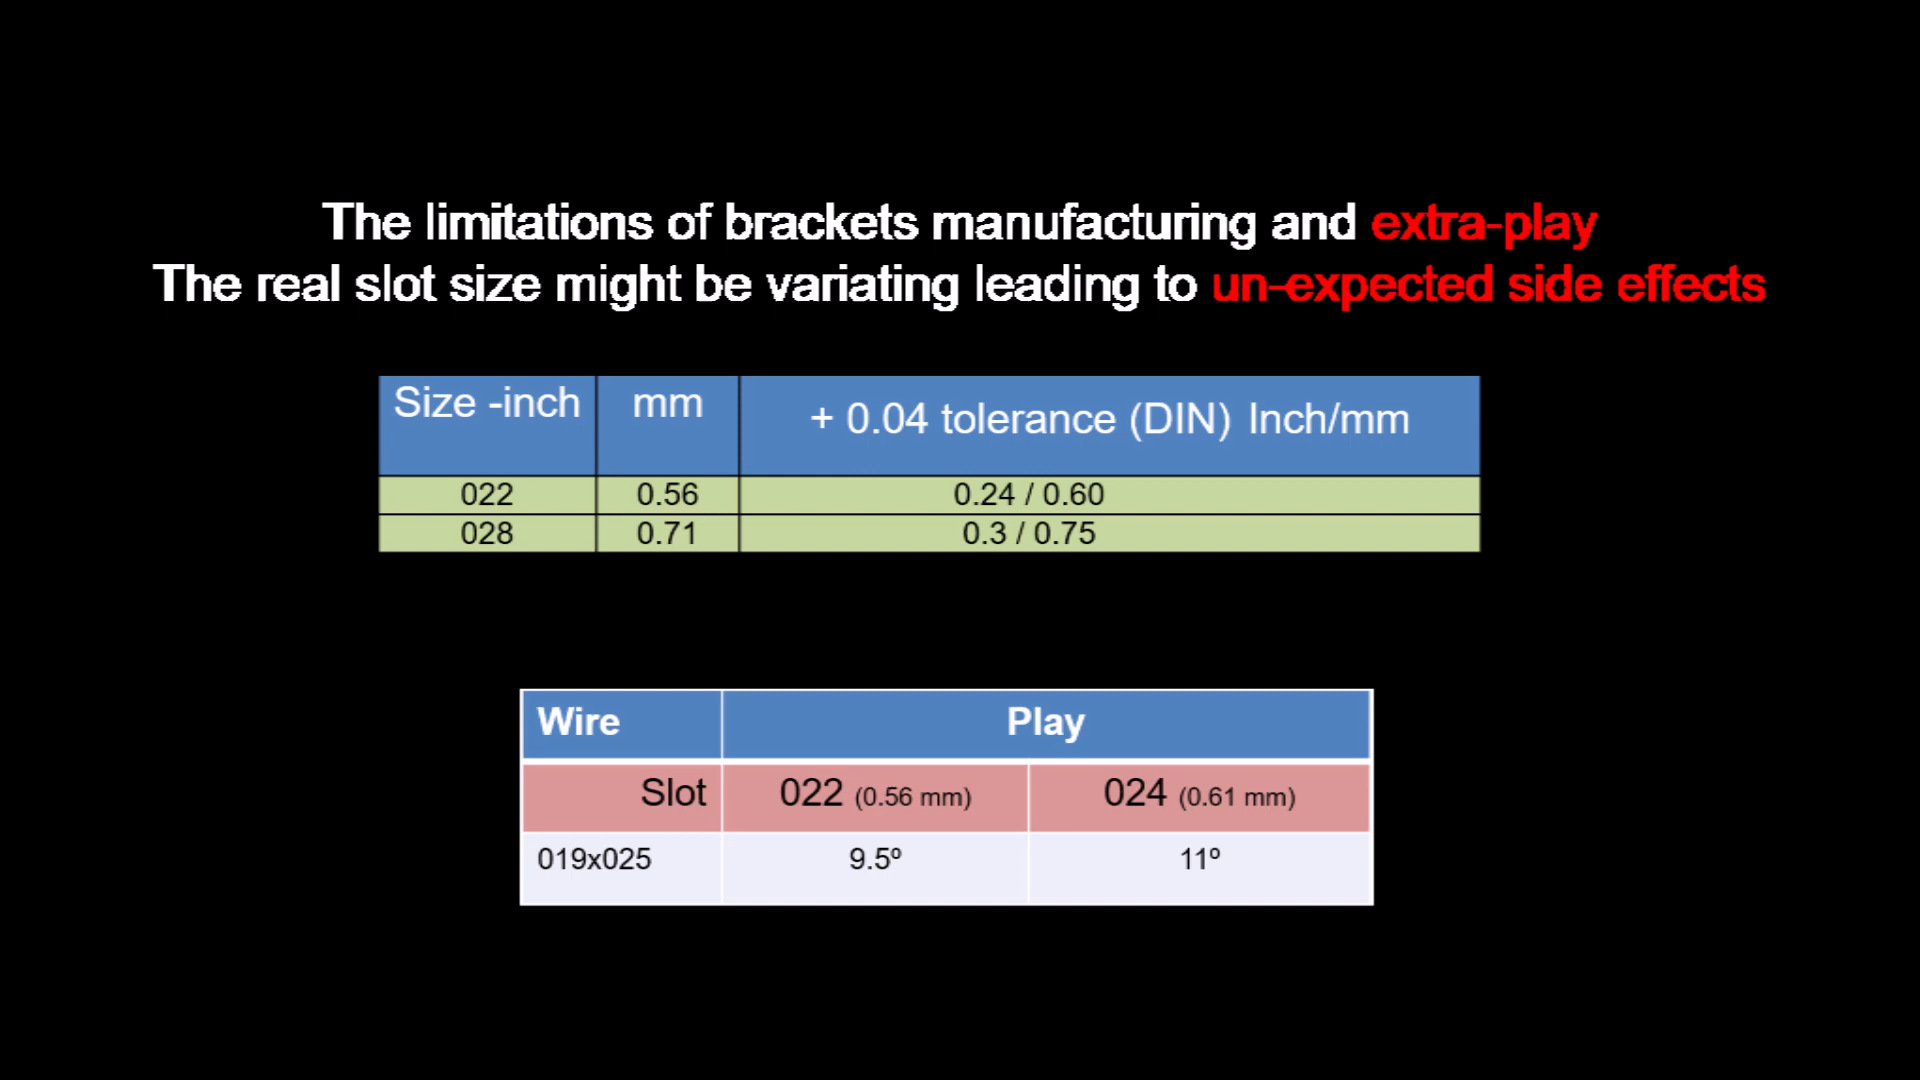 The limitations of brackets manufacturing and extra-play
The real slot size might be variating leading to un-expected side effects
Size -inch mm + 0.04 tolerance (DIN) Inch/mm
022 0.56 0.24 / 0.60
028 0.71 0.3 / 0.75
Wire Play
Slot 022 (0.56 mm) 024 (0.61 mm)
019x025 9.5º 11º